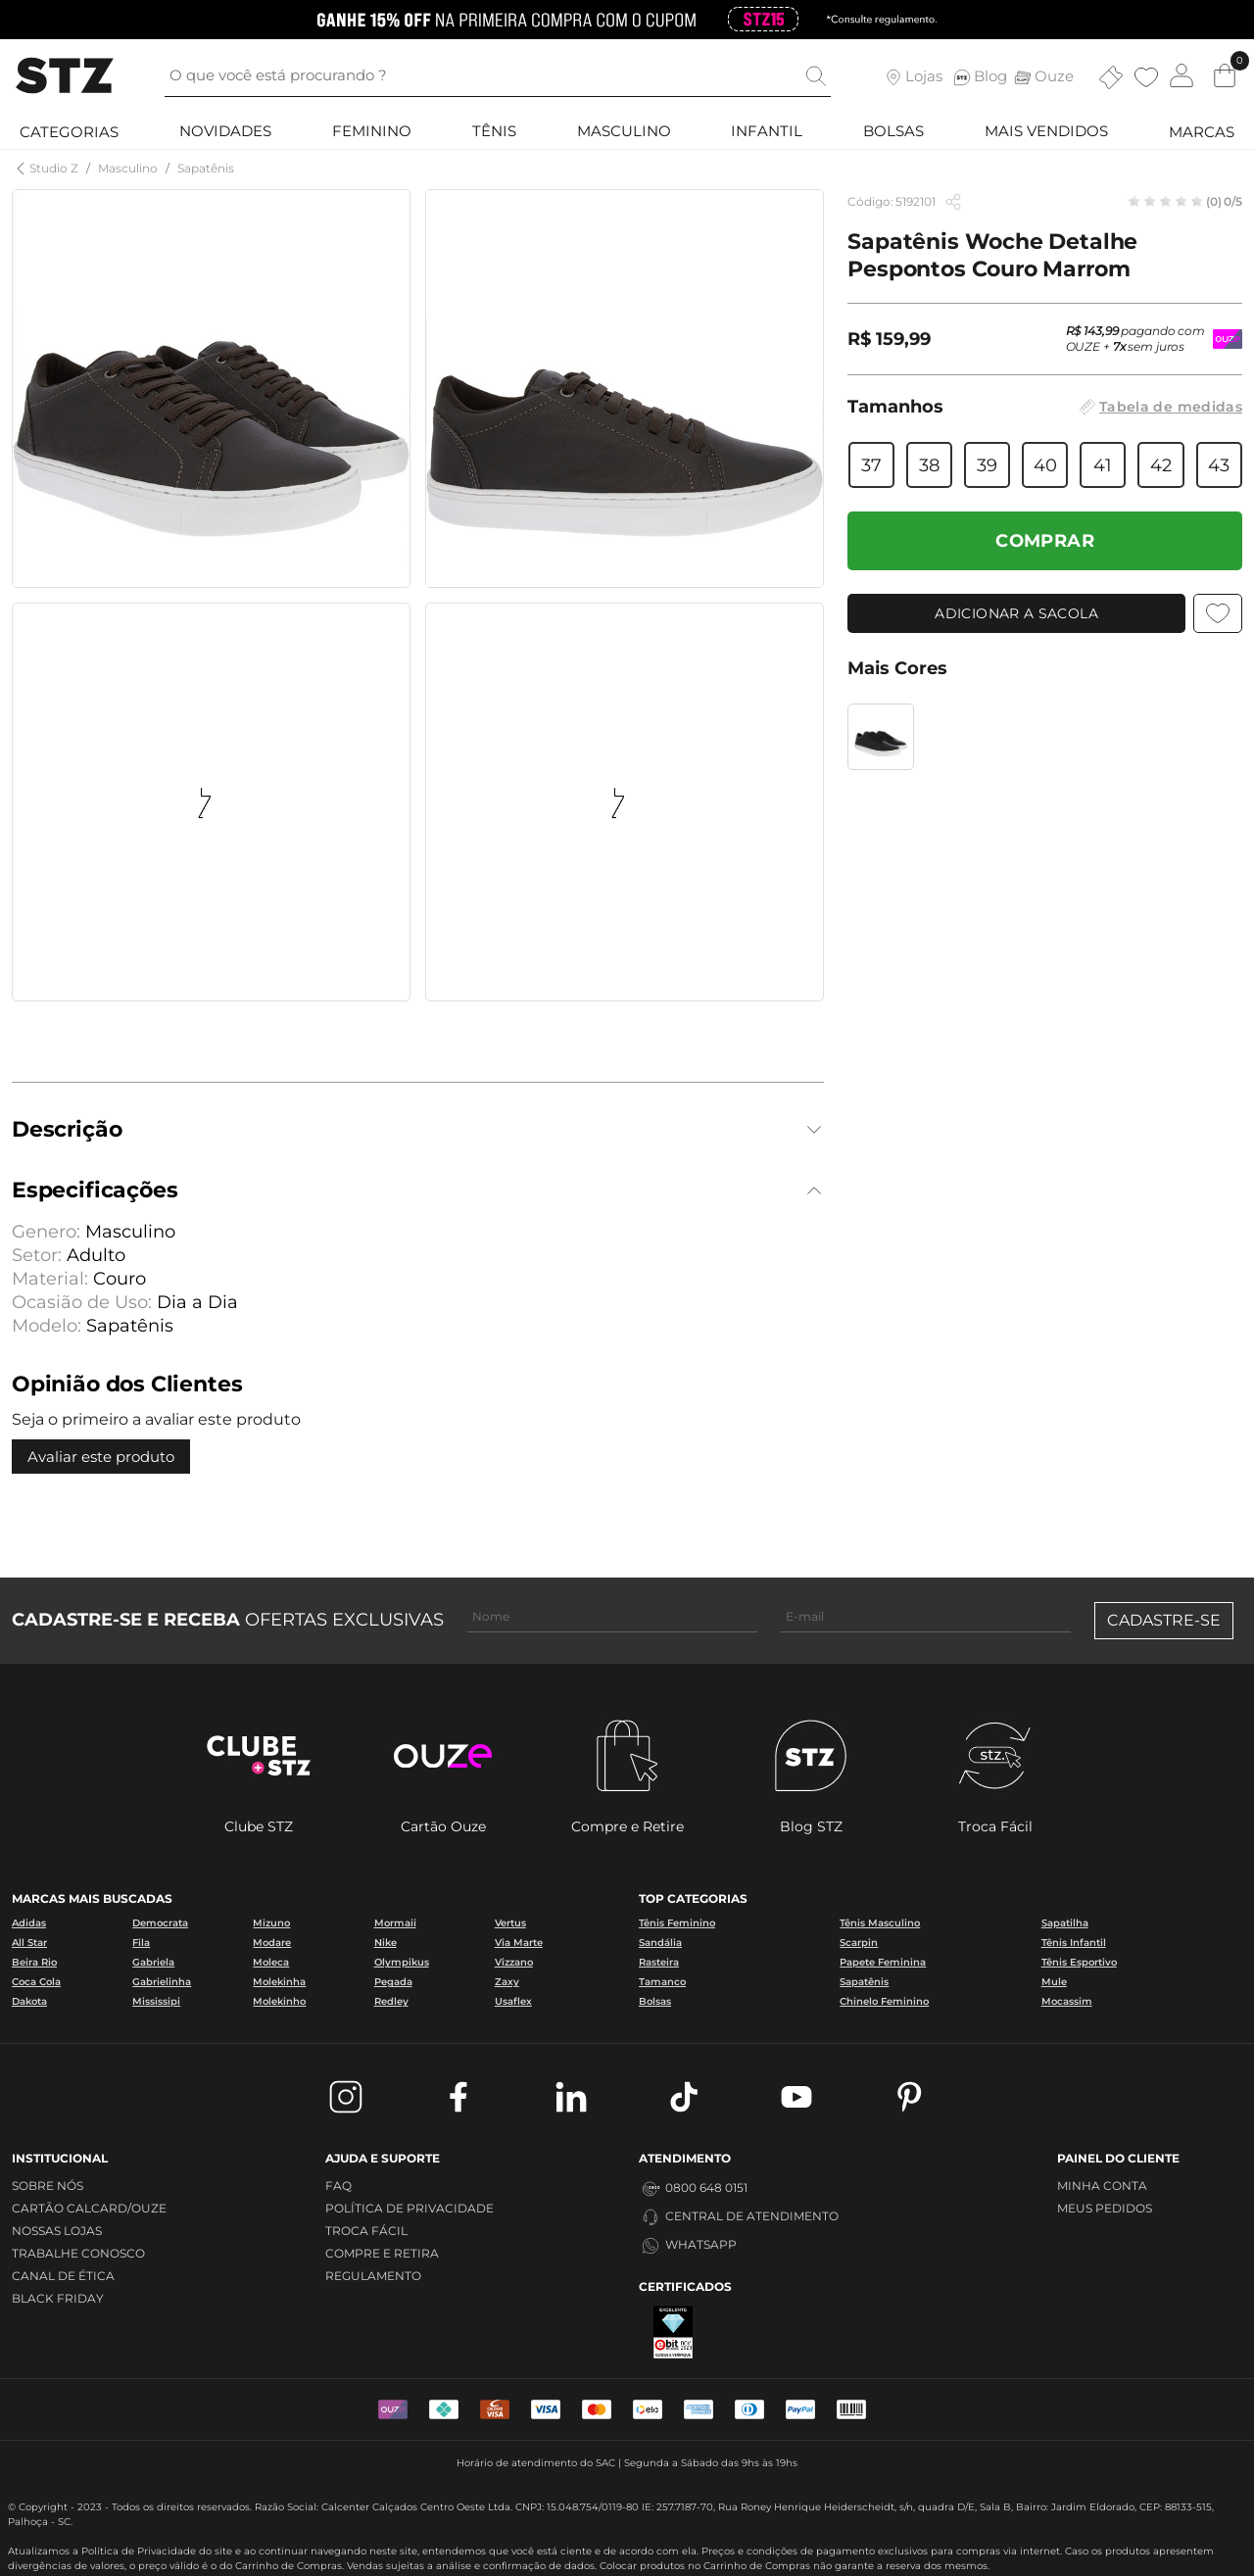 GANHE 15% OFF NA PRIMEIRA COMPRA COM O CUPOM STZ15 *Consulte regulamento.
STZ
O que você está procurando ?
Lojas STZ Blog Ouze
0
CATEGORIAS NOVIDADES FEMININO TÊNIS MASCULINO INFANTIL BOLSAS MAIS VENDIDOS MARCAS
Studio Z / Masculino / Sapatênis
Código: 5192101
(0) 0/5
Sapatênis Woche Detalhe
Pespontos Couro Marrom
R$ 159,99
R$ 143,99 pagando com
OUZE + 7x sem juros
OUZE
Tamanhos
Tabela de medidas
37 38 39 40 41 42 43
COMPRAR
ADICIONAR A SACOLA
Mais Cores
Descrição
Especificações
Genero: Masculino
Setor: Adulto
Material: Couro
Ocasião de Uso: Dia a Dia
Modelo: Sapatênis
Opinião dos Clientes
Seja o primeiro a avaliar este produto
Avaliar este produto
CADASTRE-SE E RECEBA OFERTAS EXCLUSIVAS
Nome
E-mail
CADASTRE-SE
CLUBE
+STZ
ouze
STZ
stz.
Clube STZ
Cartão Ouze
Compre e Retire
Blog STZ
Troca Fácil
MARCAS MAIS BUSCADAS
Adidas Democrata Mizuno Mormaii Vertus
All Star Fila Modare Nike Via Marte
Beira Rio Gabriela Moleca Olympikus Vizzano
Coca Cola Gabrielinha Molekinha Pegada Zaxy
Dakota Mississipi Molekinho Redley Usaflex
TOP CATEGORIAS
Tênis Feminino Tênis Masculino Sapatilha
Sandália Scarpin Tênis Infantil
Rasteira Papete Feminina Tênis Esportivo
Tamanco Sapatênis Mule
Bolsas Chinelo Feminino Mocassim
INSTITUCIONAL
SOBRE NÓS
CARTÃO CALCARD/OUZE
NOSSAS LOJAS
TRABALHE CONOSCO
CANAL DE ÉTICA
BLACK FRIDAY
AJUDA E SUPORTE
FAQ
POLÍTICA DE PRIVACIDADE
TROCA FÁCIL
COMPRE E RETIRA
REGULAMENTO
ATENDIMENTO
0800 648 0151
CENTRAL DE ATENDIMENTO
WHATSAPP
CERTIFICADOS
EXCELENTE
ebit
PAINEL DO CLIENTE
MINHA CONTA
MEUS PEDIDOS
OUZE
VISA
VISA
elo
PayPal
Horário de atendimento do SAC | Segunda a Sábado das 9hs às 19hs
© Copyright - 2023 - Todos os direitos reservados. Razão Social: Calcenter Calçados Centro Oeste Ltda. CNPJ: 15.048.754/0119-80 IE: 257.7187-70, Rua Roney Henrique Heiderscheidt, s/n, quadra D/E, Sala B, Bairro: Jardim Eldorado, CEP: 88133-515,
Palhoça - SC.
Atualizamos a Política de Privacidade do site e ao continuar navegando neste site, entendemos que você está ciente e de acordo com ela. Preços e condições de pagamento exclusivos para compras via internet. Caso os produtos apresentem
divergências de valores, o preço válido é o do Carrinho de Compras. Vendas sujeitas a análise e confirmação de dados. Colocar produtos no Carrinho de Compras não garante a reserva dos mesmos.